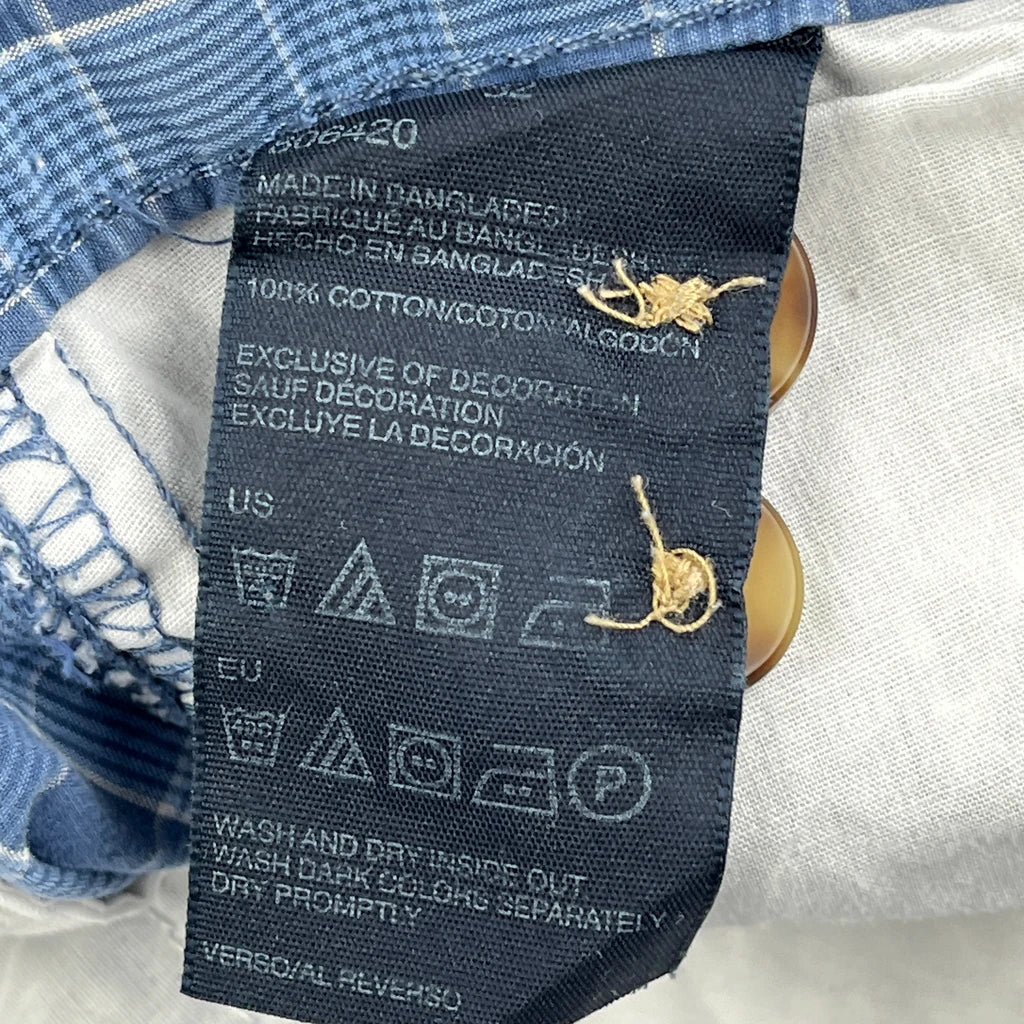 32
MADE IN BANGLADESH
FABRIQUÉ AU BANGLADESH
HECHO EN BANGLADESH
100% COTTON/COTON/ALGODÓN
EXCLUSIVE OF DECORATION
SAUF DÉCORATION
EXCLUYE LA DECORACIÓN
US
EU
P
WASH AND DRY INSIDE OUT
WASH DARK COLORS SEPARATELY
DRY PROMPTLY
VERSO/AL REVERSO